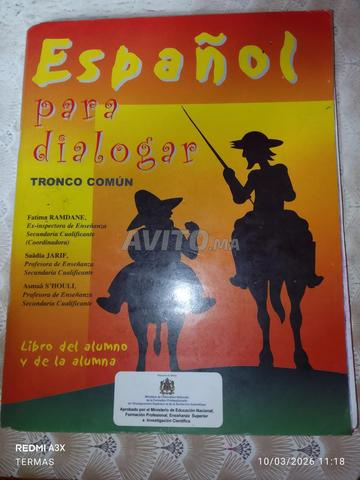 Español
para
dialogar
TRONCO COMÚN
Fatima RAMDANE,
Ex-inspectora de Enseñanza
Secundaria Cualificante
(Coordinadora)
Saâdia JARIF,
Profesora de Enseñanza
Secundaria Cualificante
Asmaâ S'HOULI,
Profesora de Enseñanza
Secondaria Cualificante
AVITO.ma
Libro del alumno
y de la alumna
Aprobado por el Ministerio de Educación Nacional,
Formación Profesional, Enseñanza Superior
e Investigación Científica
REDMI A3X
TERMAS
10/03/2026 11:18